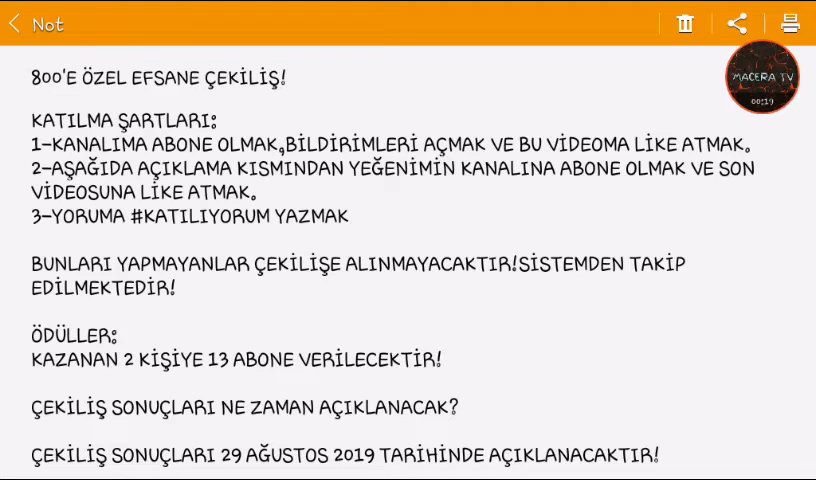 Not
MACERA TV
00:19
800'E ÖZEL EFSANE ÇEKİLİŞ!
KATILMA ŞARTLARI:
1-KANALIMA ABONE OLMAK,BİLDİRİMLERİ AÇMAK VE BU VİDEOMA LİKE ATMAK.
2-AŞAĞIDA AÇIKLAMA KISMINDAN YEĞENİMİN KANALINA ABONE OLMAK VE SON
VİDEOSUNA LİKE ATMAK.
3-YORUMA #KATILIYORUM YAZMAK
BUNLARI YAPMAYANLAR ÇEKİLİŞE ALINMAYACAKTIR!SİSTEMDEN TAKİP
EDİLMEKTEDİR!
ÖDÜLLER:
KAZANAN 2 KİŞİYE 13 ABONE VERİLECEKTİR!
ÇEKİLİŞ SONUÇLARI NE ZAMAN AÇIKLANACAK?
ÇEKİLİŞ SONUÇLARI 29 AĞUSTOS 2019 TARİHİNDE AÇIKLANACAKTIR!